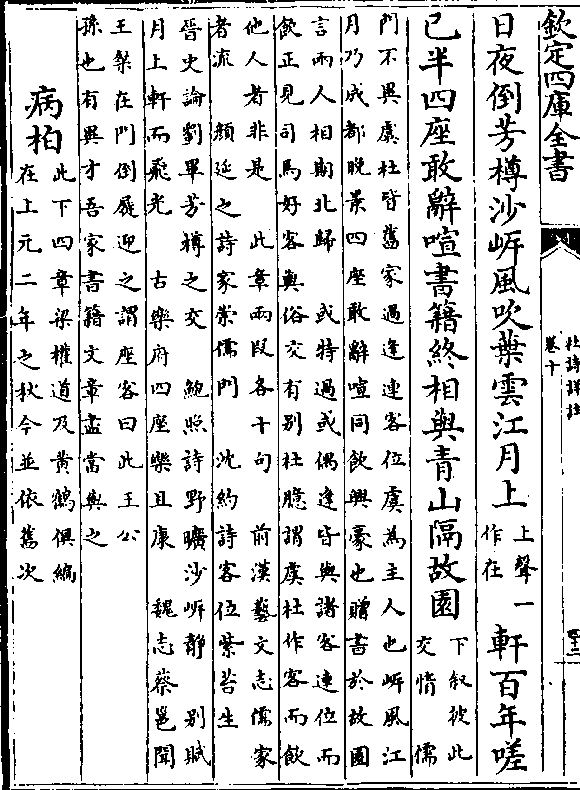 欽定四庫全書
杜詩詳註
卷十
日夜倒芳樽沙岸風吹葉雲江月上上聲一作在軒百年嗟
已半四座敢辭喧書籍終相與青山隔故園下叙彼此交情 儒
門不異虞杜皆舊家過逢連客位虞為主人也岸風江
月乃成都晚景四座敢辭喧同飲興豪也贈書於故園
言兩人相期北歸 或特過或偶逢皆與諸客連位而
飲正見司馬好客與俗交有别杜臆謂虞杜作客而飲
他人者非是 此章兩段各十句 前漢藝文志儒家
者流 顔延之詩家崇儒門 沈約詩客位紫苔生
晉史論劉畢芳樽之交 鮑照詩野曠沙岸靜 别賦
月上軒而飛光 古樂府四座樂且康 魏志蔡邕聞
王粲在門倒屣迎之謂座客曰此王公
孫也有異才吾家書籍文章盡當與之
病柏此下四章梁權道及黄鶴俱編
在上元二年之秋今並依舊次